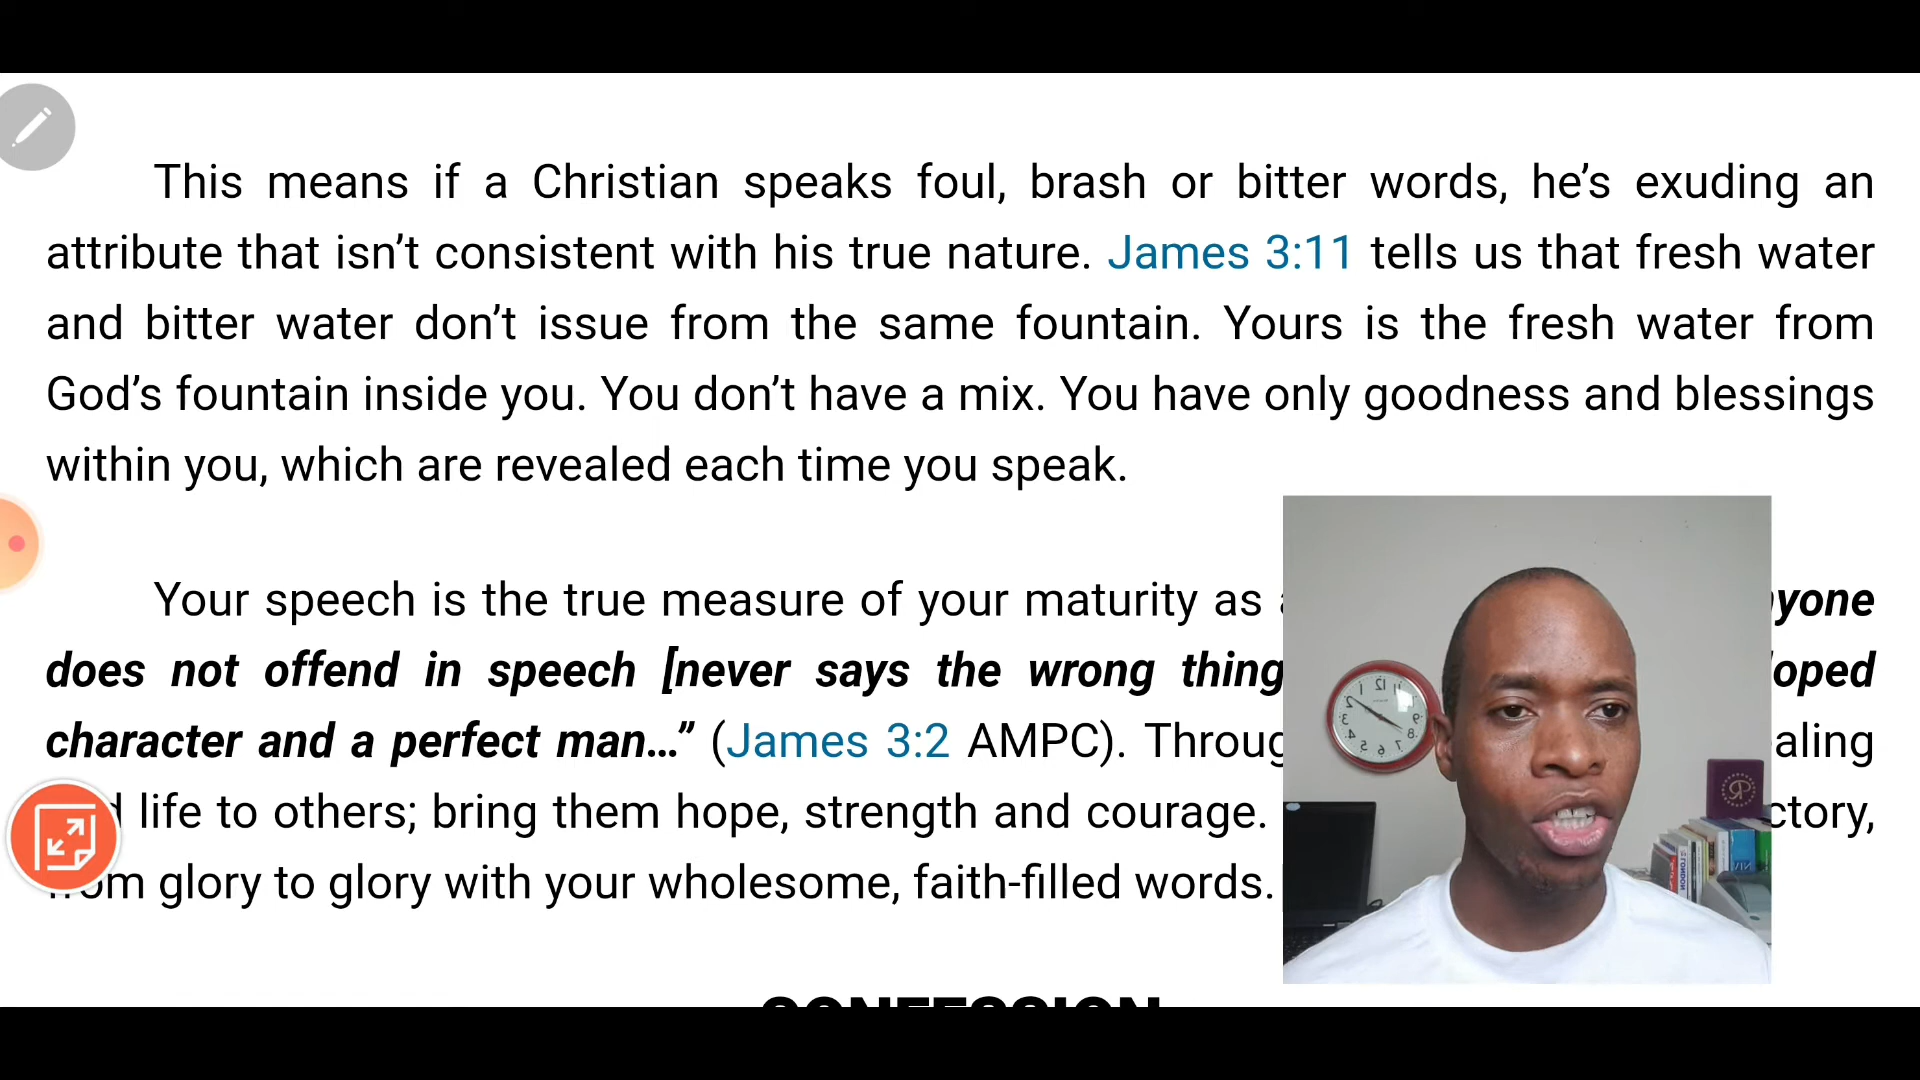 This means if a Christian speaks foul, brash or bitter words, he’s exuding an
attribute that isn’t consistent with his true nature. James 3:11 tells us that fresh water
and bitter water don’t issue from the same fountain. Yours is the fresh water from
God’s fountain inside you. You don’t have a mix. You have only goodness and blessings
within you, which are revealed each time you speak.
Your speech is the true measure of your maturity as
does not offend in speech [never says the wrong thing
character and a perfect man…” (James 3:2 AMPC).
life to others; bring them hope, strength and courage.
glory to glory with your wholesome, faith-filled words.
CONFESSION